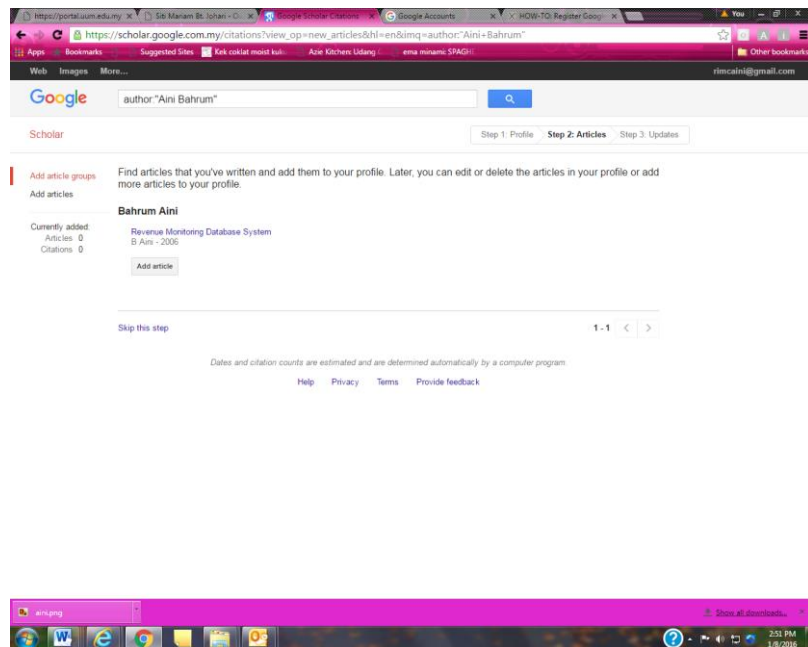 https://portal.uum.edu.my
Siti Mariam Bt. Johari - O
Google Scholar Citations
Google Accounts
HOW-TO: Register Goog
You
https://scholar.google.com.my/citations?view_op=new_articles&hl=en&imq=author:"Aini+Bahrum"
Apps
Bookmarks
Suggested Sites
Kek coklat moist kuk
Azie Kitchen: Udang
ema minami: SPAGH
Other bookmarks
Web Images More...
rimcaini@gmail.com
Google
author:"Aini Bahrum"
Scholar
Step 1: Profile Step 2: Articles Step 3: Updates
Add article groups
Add articles
Currently added:
Articles 0
Citations 0
Find articles that you've written and add them to your profile. Later, you can edit or delete the articles in your profile or add
more articles to your profile.
Bahrum Aini
Revenue Monitoring Database System
B Aini - 2006
Add article
Skip this step
1 - 1
Dates and citation counts are estimated and are determined automatically by a computer program
Help Privacy Terms Provide feedback
aini.png
Show all downloads...
2:51 PM
1/8/2016